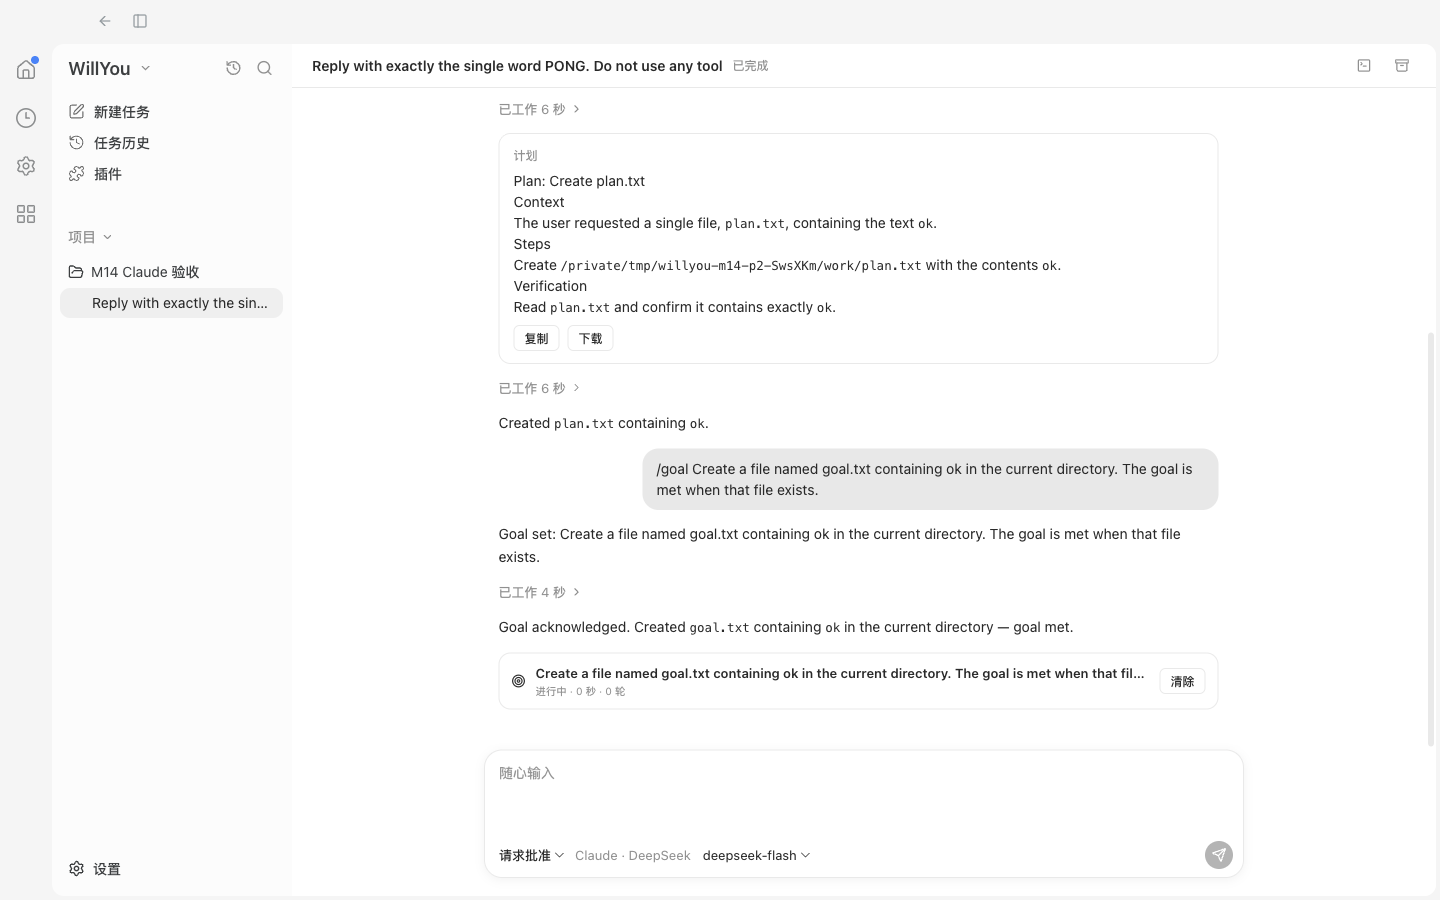 WillYou
新建任务
任务历史
插件
项目
M14 Claude 验收
Reply with exactly the sin...
设置
Reply with exactly the single word PONG. Do not use any tool 已完成
已工作 6 秒
计划
Plan: Create plan.txt
Context
The user requested a single file, plan.txt, containing the text ok.
Steps
Create /private/tmp/willyou-m14-p2-SwsXKm/work/plan.txt with the contents ok.
Verification
Read plan.txt and confirm it contains exactly ok.
复制 下载
已工作 6 秒
Created plan.txt containing ok.
/goal Create a file named goal.txt containing ok in the current directory. The goal is
met when that file exists.
Goal set: Create a file named goal.txt containing ok in the current directory. The goal is met when that file
exists.
已工作 4 秒
Goal acknowledged. Created goal.txt containing ok in the current directory — goal met.
Create a file named goal.txt containing ok in the current directory. The goal is met when that fil...
进行中 · 0 秒 · 0 轮
清除
随心输入
请求批准 Claude · DeepSeek deepseek-flash